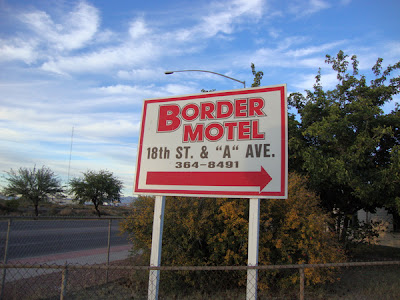 BORDER
MOTEL
18th ST. & "A" AVE.
364-8491